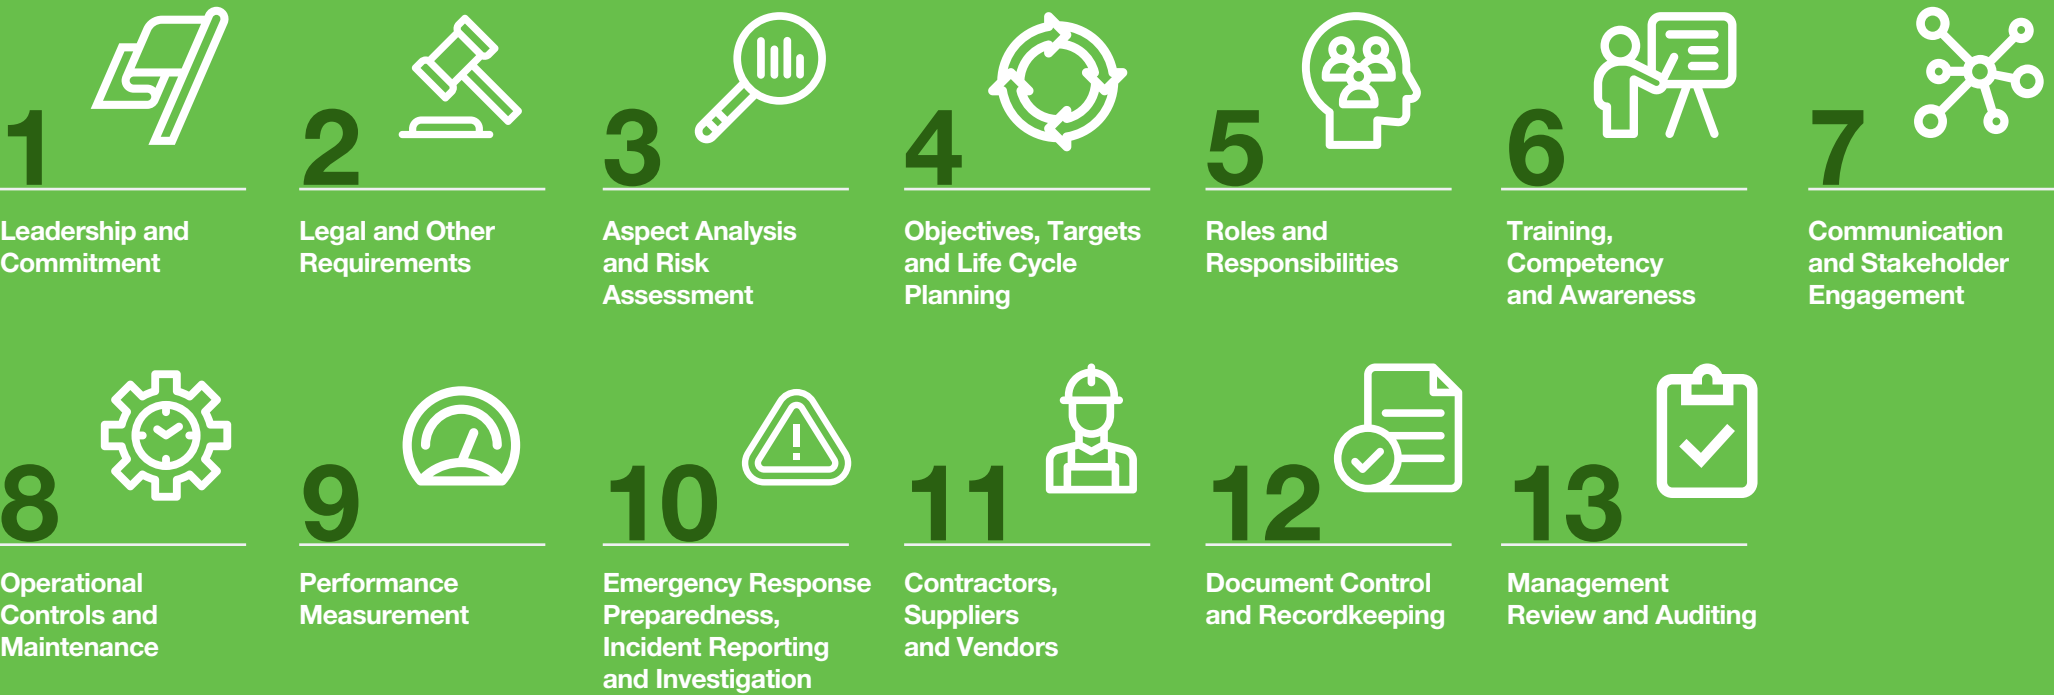 1
Leadership and
Commitment
2
Legal and Other
Requirements
3
Aspect Analysis
and Risk
Assessment
4
Objectives, Targets
and Life Cycle
Planning
5
Roles and
Responsibilities
6
Training,
Competency
and Awareness
7
Communication
and Stakeholder
Engagement
8
Operational
Controls and
Maintenance
9
Performance
Measurement
10
Emergency Response
Preparedness,
Incident Reporting
and Investigation
11
Contractors,
Suppliers
and Vendors
12
Document Control
and Recordkeeping
13
Management
Review and Auditing